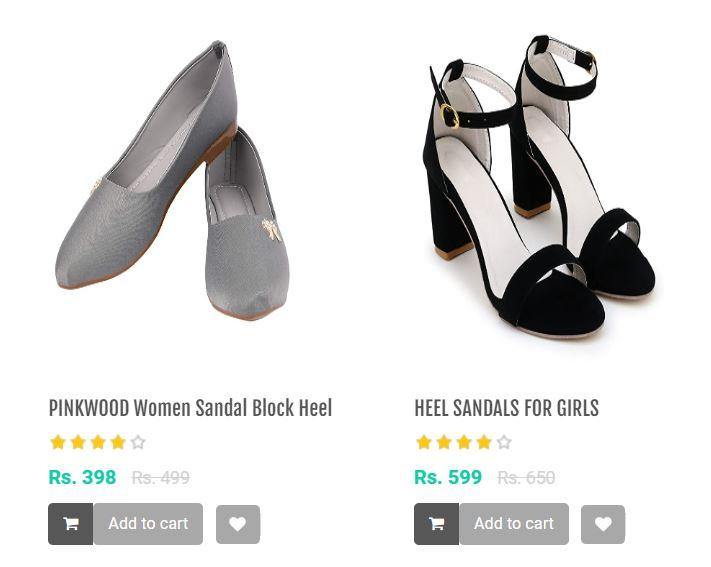 PINKWOOD Women Sandal Block Heel
Rs. 398 Rs. 499
Add to cart
HEEL SANDALS FOR GIRLS
Rs. 599 Rs. 650
Add to cart